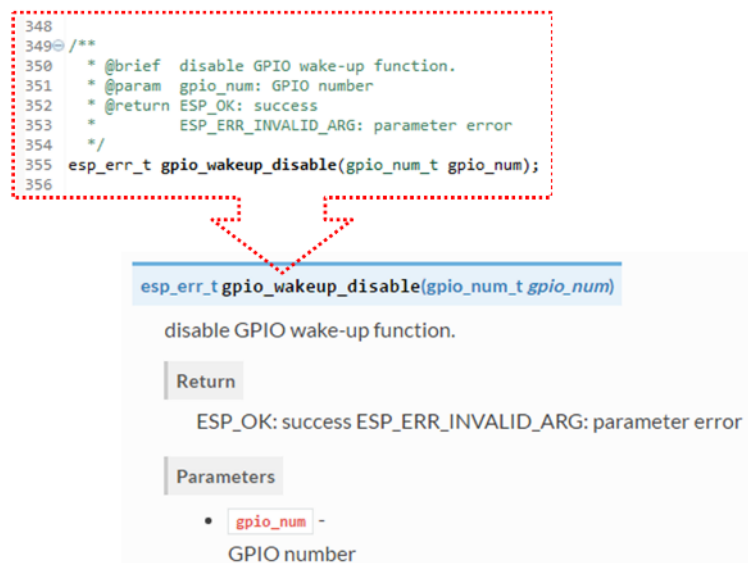 348
349 /**
350  * @brief  disable GPIO wake-up function.
351  * @param  gpio_num: GPIO number
352  * @return ESP_OK: success
353  *         ESP_ERR_INVALID_ARG: parameter error
354  */
355 esp_err_t gpio_wakeup_disable(gpio_num_t gpio_num);
356
esp_err_t gpio_wakeup_disable(gpio_num_t gpio_num)
disable GPIO wake-up function.
Return
ESP_OK: success ESP_ERR_INVALID_ARG: parameter error
Parameters
• gpio_num -
GPIO number